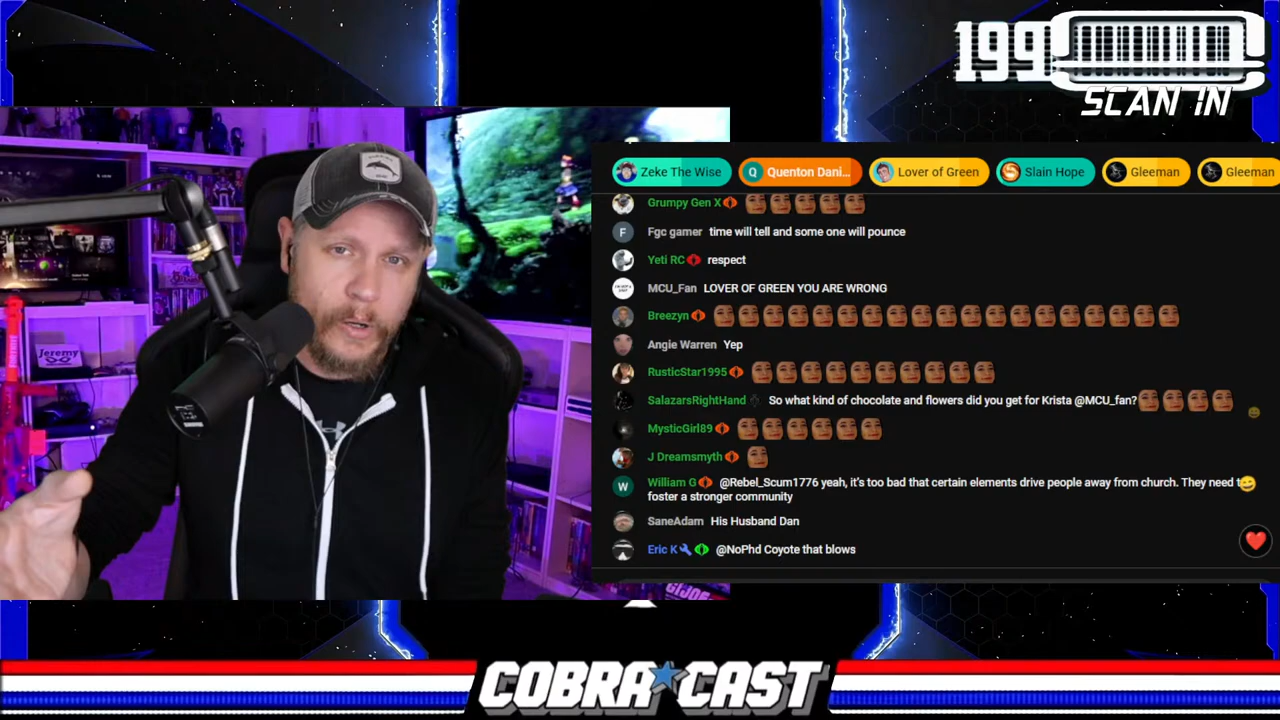 199
SCAN IN
Zeke The Wise
Q Quenton Dani...
Lover of Green
Slain Hope
Gleeman
Gleeman
Grumpy Gen X
F Fgc gamer time will tell and some one will pounce
Yeti RC respect
MCU_Fan LOVER OF GREEN YOU ARE WRONG
Breezyn
Angie Warren Yep
RusticStar1995
SalazarsRightHand So what kind of chocolate and flowers did you get for Krista @MCU_fan?
MysticGirl89
J Dreamsmyth
W William G @Rebel_Scum1776 yeah, it's too bad that certain elements drive people away from church. They need
foster a stronger community
SaneAdam His Husband Dan
Eric K @NoPhd Coyote that blows
Jeremy
GIJOE
COBRA CAST